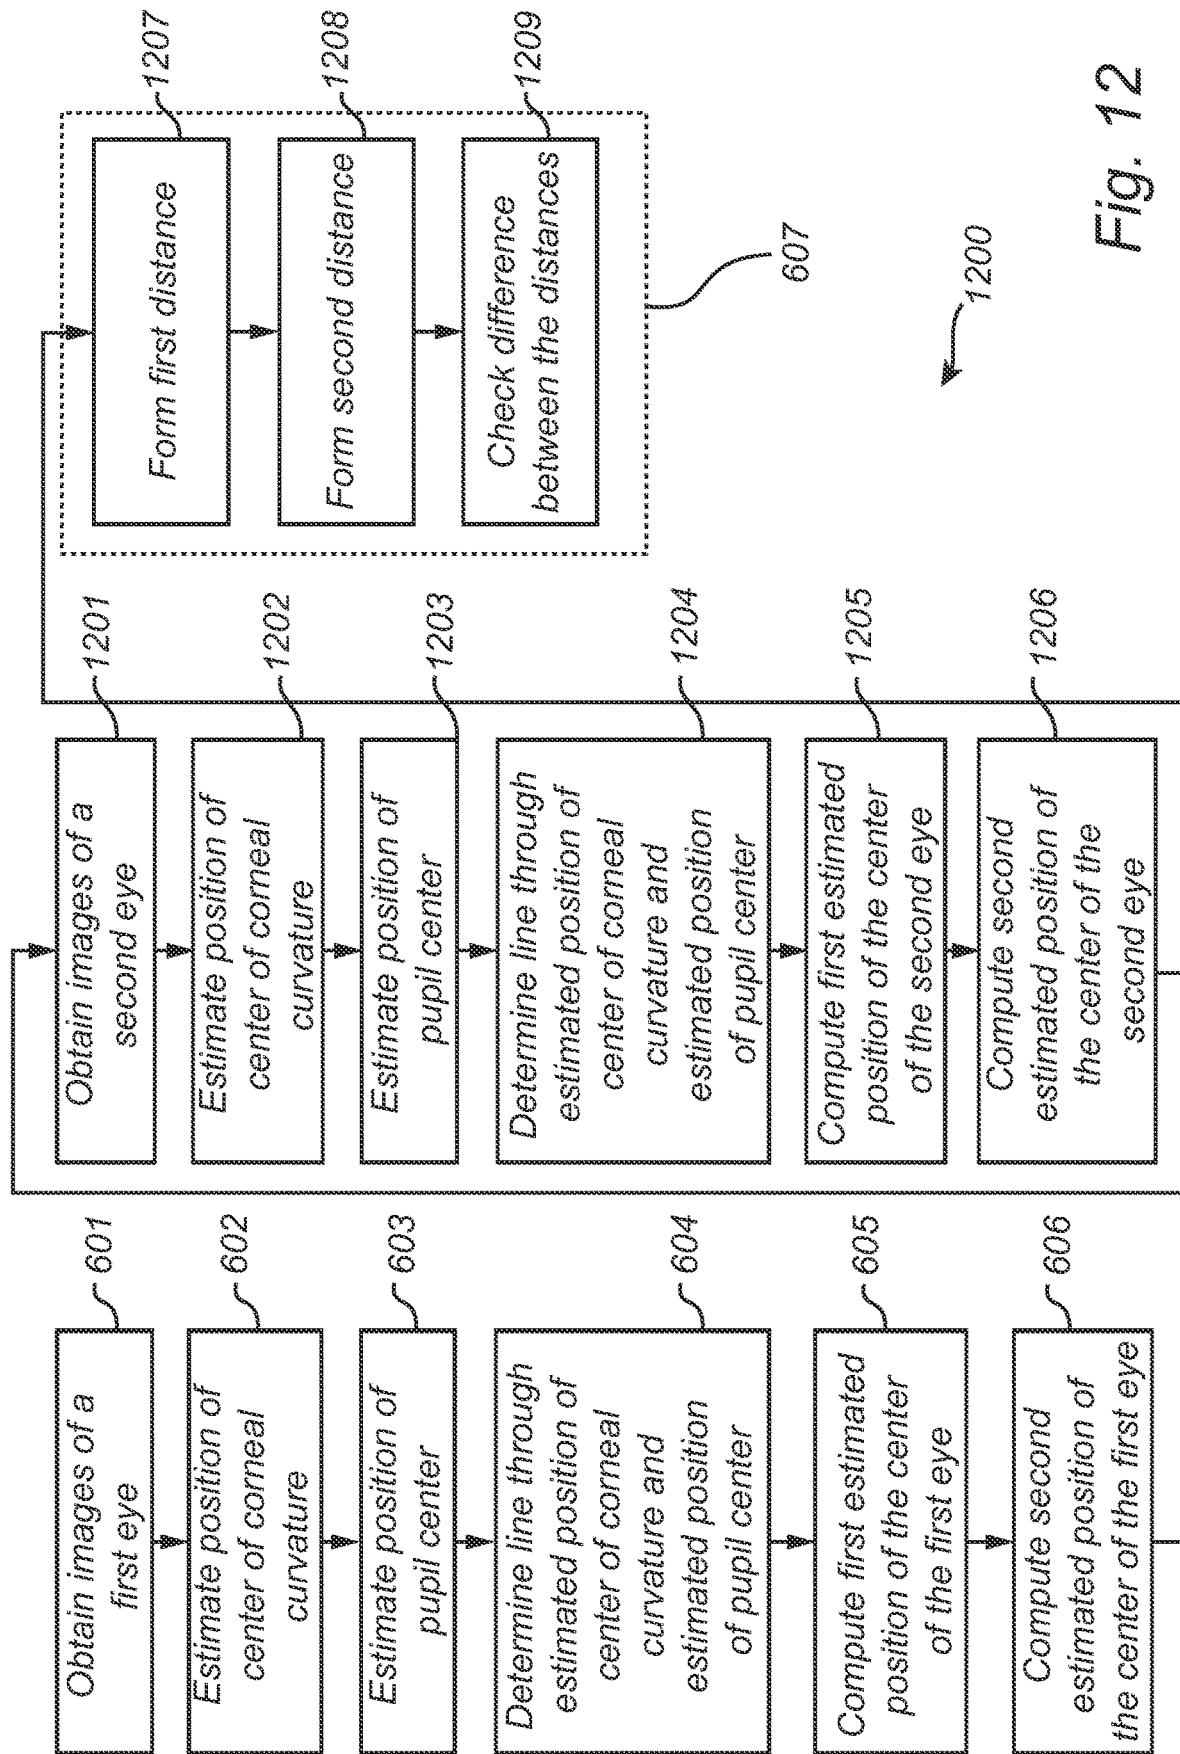 Obtain images of a
first eye
601
Estimate position of
center of corneal
curvature
602
Estimate position of
pupil center
603
Determine line through
estimated position of
center of corneal
curvature and
estimated position
of pupil center
604
Compute first estimated
position of the center
of the first eye
605
Compute second
estimated position of
the center of the first eye
606
Obtain images of a
second eye
1201
Estimate position of
center of corneal
curvature
1202
Estimate position of
pupil center
1203
Determine line through
estimated position of
center of corneal
curvature and
estimated position
of pupil center
1204
Compute first estimated
position of the center
of the second eye
1205
Compute second
estimated position of
the center of the
second eye
1206
Form first distance
1207
Form second distance
1208
Check difference
between the distances
1209
607
1200
Fig. 12